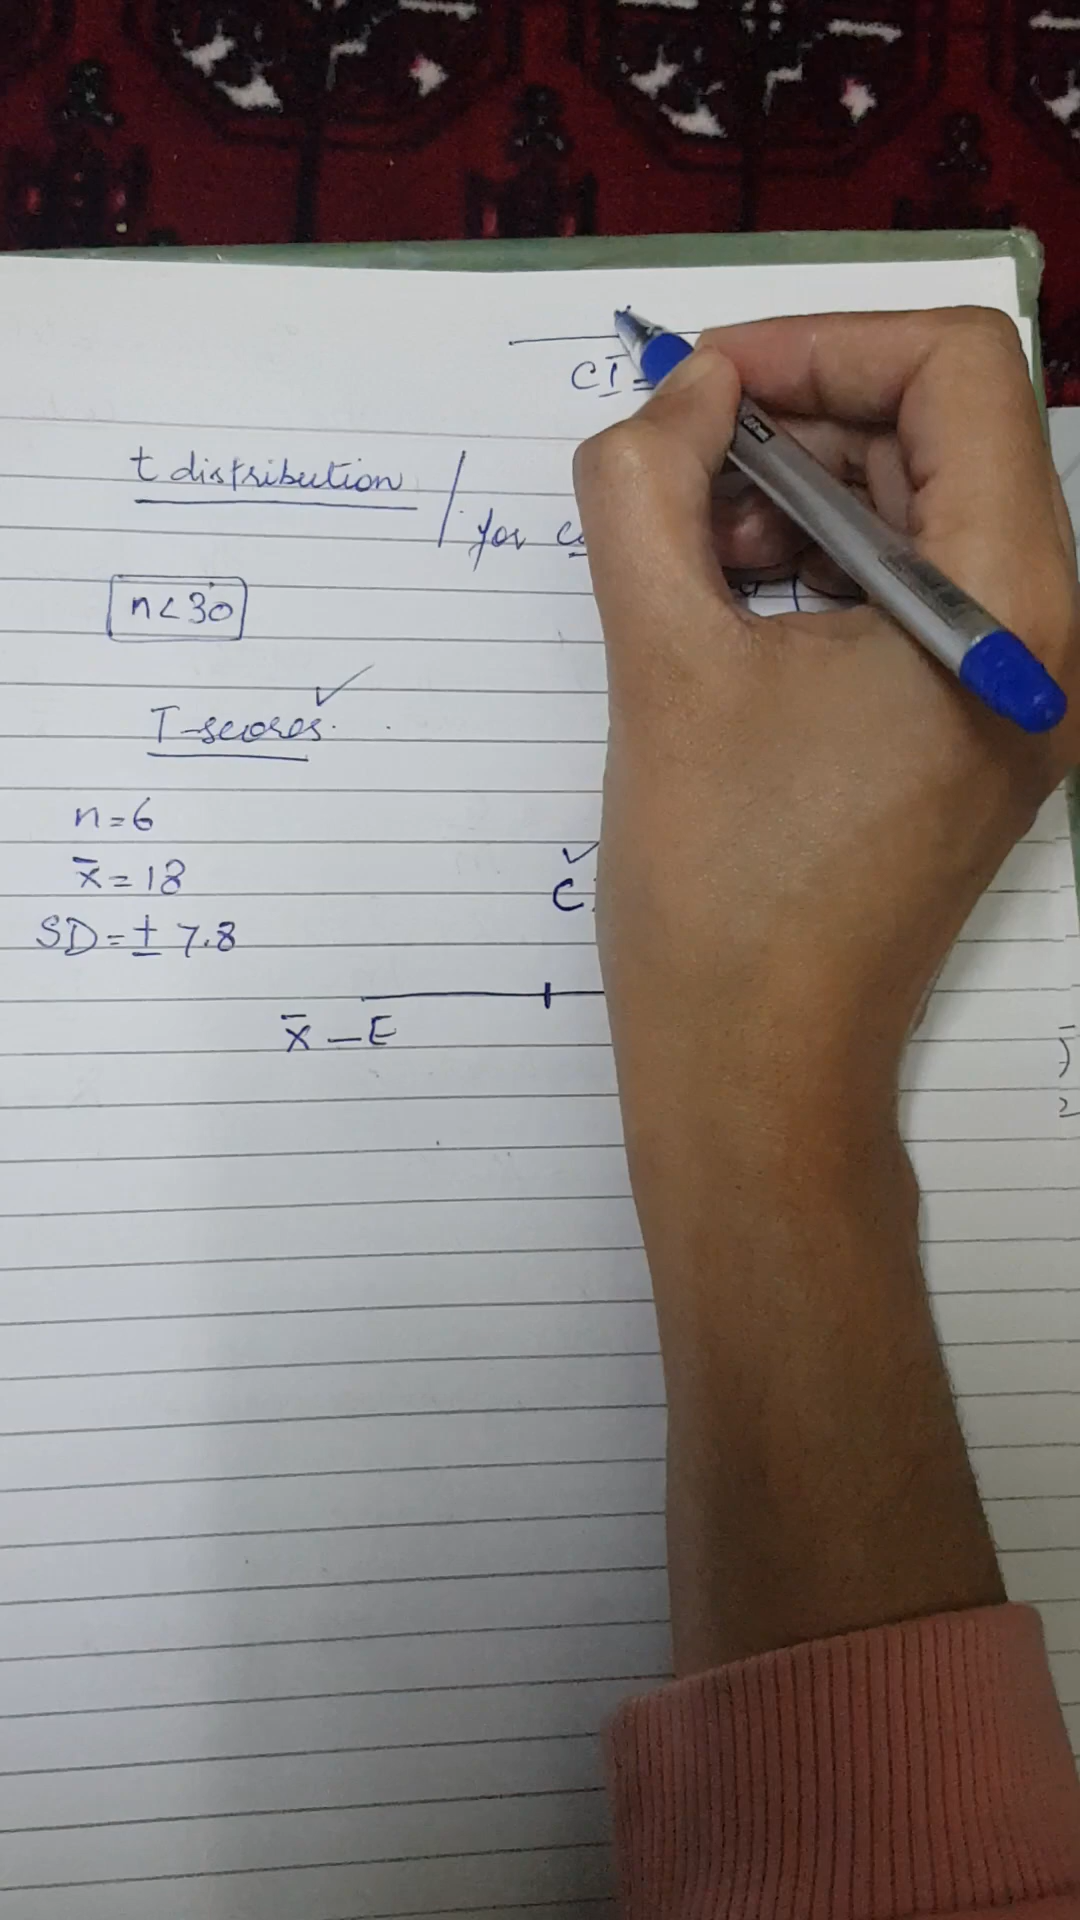 CI =
t distribution /
for
n<30
T-scores.
n=6
x̄ = 18
SD = ± 7.8
x̄ – E